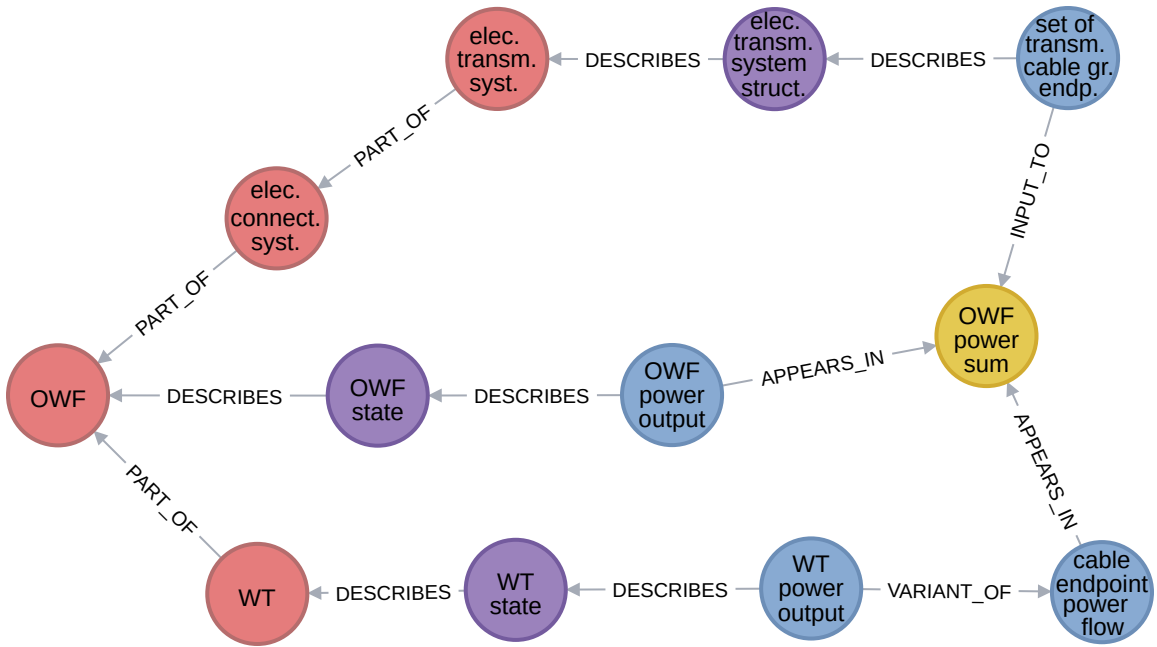 elec.
transm.
syst.
DESCRIBES
elec.
transm.
system
struct.
DESCRIBES
set of
transm.
cable gr.
endp.
PART_OF
INPUT_TO
elec.
connect.
syst.
PART_OF
OWF
power
sum
OWF
DESCRIBES
OWF
state
DESCRIBES
OWF
power
output
APPEARS_IN
PART_OF
APPEARS_IN
WT
DESCRIBES
WT
state
DESCRIBES
WT
power
output
VARIANT_OF
cable
endpoint
power
flow